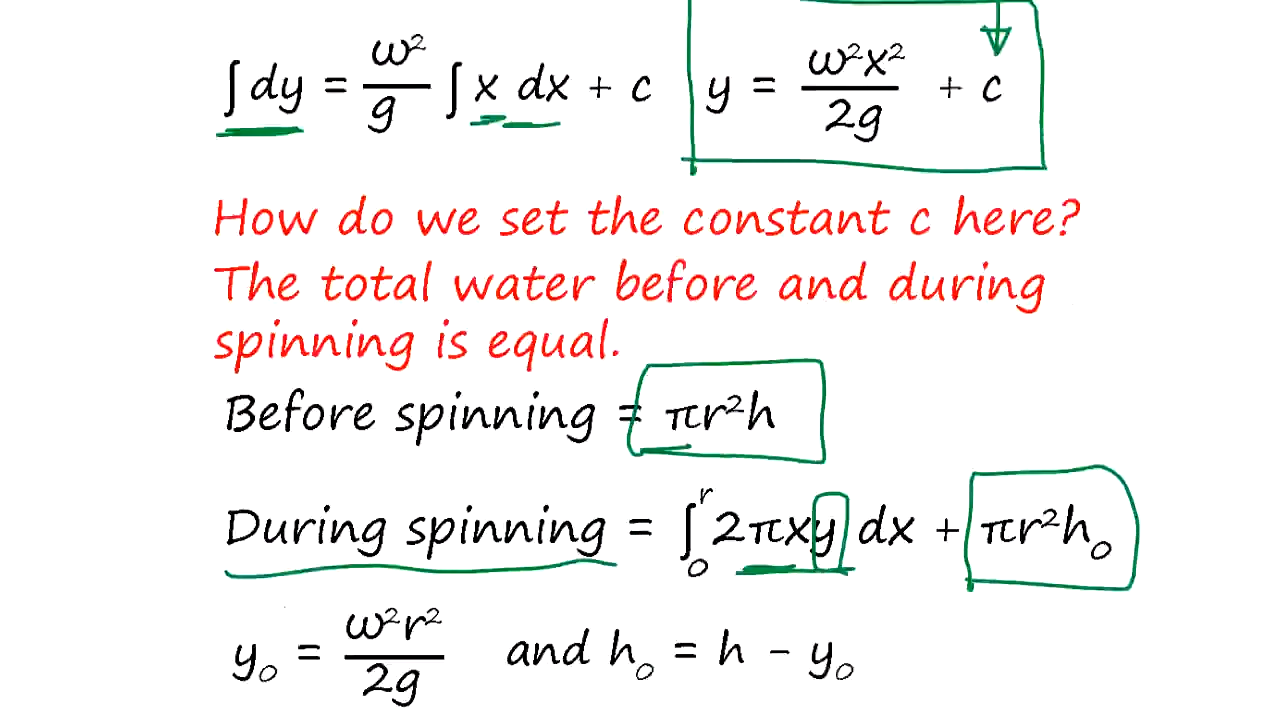 ∫dy = ω²/g ∫x dx + c   y = ω²x²/2g + c
How do we set the constant c here?
The total water before and during
spinning is equal.
Before spinning = πr²h
During spinning = ∫₀ʳ 2πxy dx + πr²h₀
y₀ = ω²r²/2g and h₀ = h - y₀